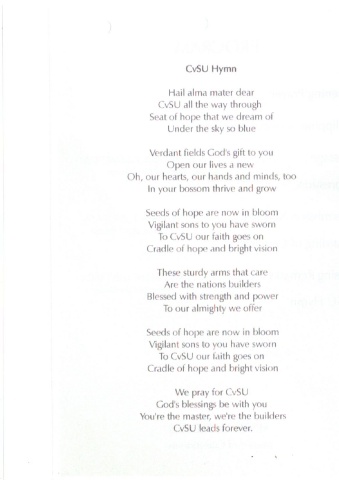 CvSU Hymn
Hail alma mater dear
CvSU all the way through
Seat of hope that we dream of
Under the sky so blue
Verdant fields God's gift to you
Open our lives a new
Oh, our hearts, our hands and minds, too
In your bossom thrive and grow
Seeds of hope are now in bloom
Vigilant sons to you have sworn
To CvSU our faith goes on
Cradle of hope and bright vision
These sturdy arms that care
Are the nations builders
Blessed with strength and power
To our almighty we offer
Seeds of hope are now in bloom
Vigilant sons to you have sworn
To CvSU our faith goes on
Cradle of hope and bright vision
We pray for CvSU
God's blessings be with you
You're the master, we're the builders
CvSU leads forever.